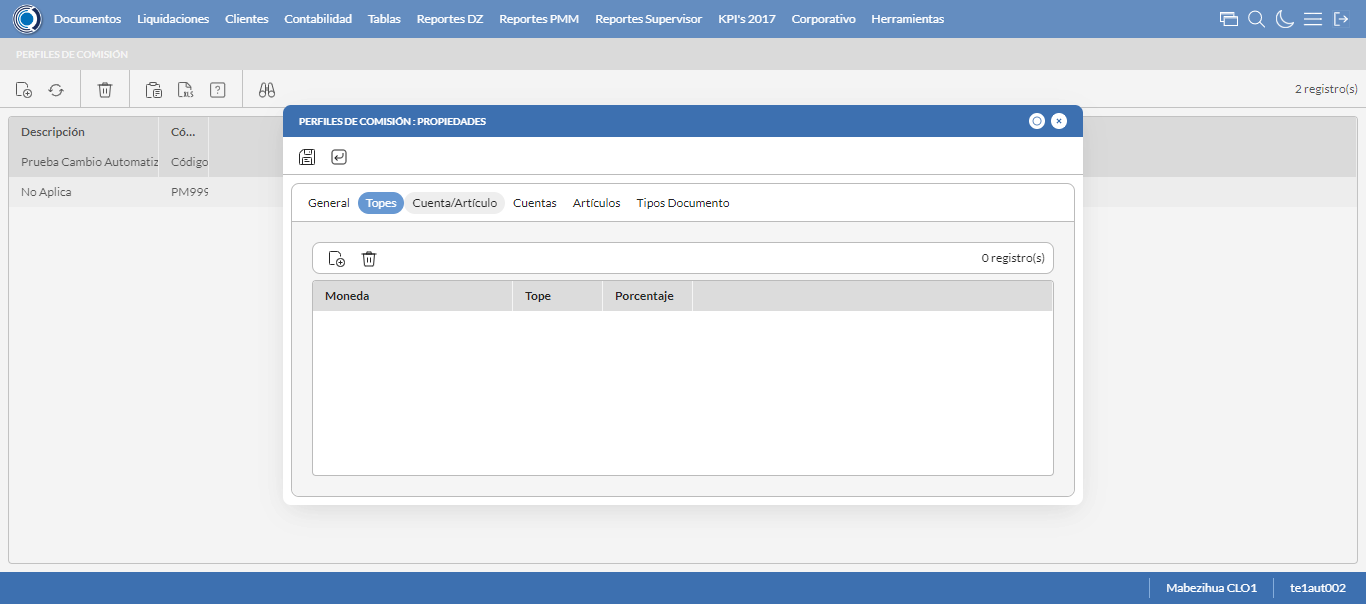 Documentos Liquidaciones Clientes Contabilidad Tablas Reportes DZ Reportes PMM Reportes Supervisor KPI's 2017 Corporativo Herramientas
PERFILES DE COMISIÓN
XLS ? 2 registro(s)
Descripción Có...
Prueba Cambio Automatiz Código
No Aplica PM999
PERFILES DE COMISIÓN : PROPIEDADES
General Topes Cuenta/Artículo Cuentas Artículos Tipos Documento
0 registro(s)
Moneda Tope Porcentaje
Mabezihua CLO1 te1aut002